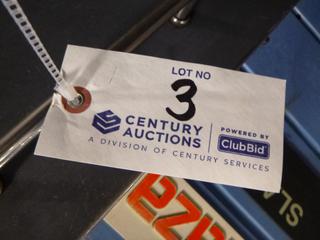 LOT NO
3
CENTURY
AUCTIONS
POWERED BY
ClubBid
A DIVISION OF CENTURY SERVICES